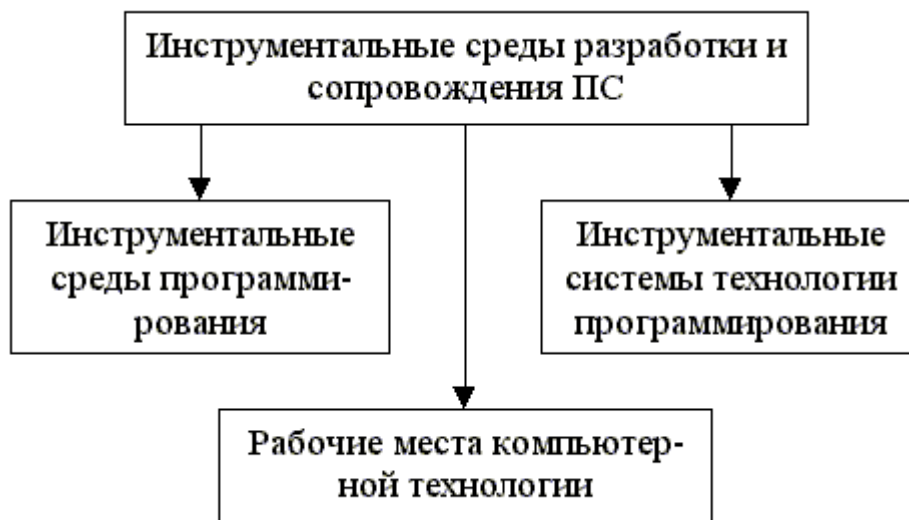 Инструментальные среды разработки и
сопровождения ПС
Инструментальные
среды программи-
рования
Инструментальные
системы технологии
программирования
Рабочие места компьютер-
ной технологии